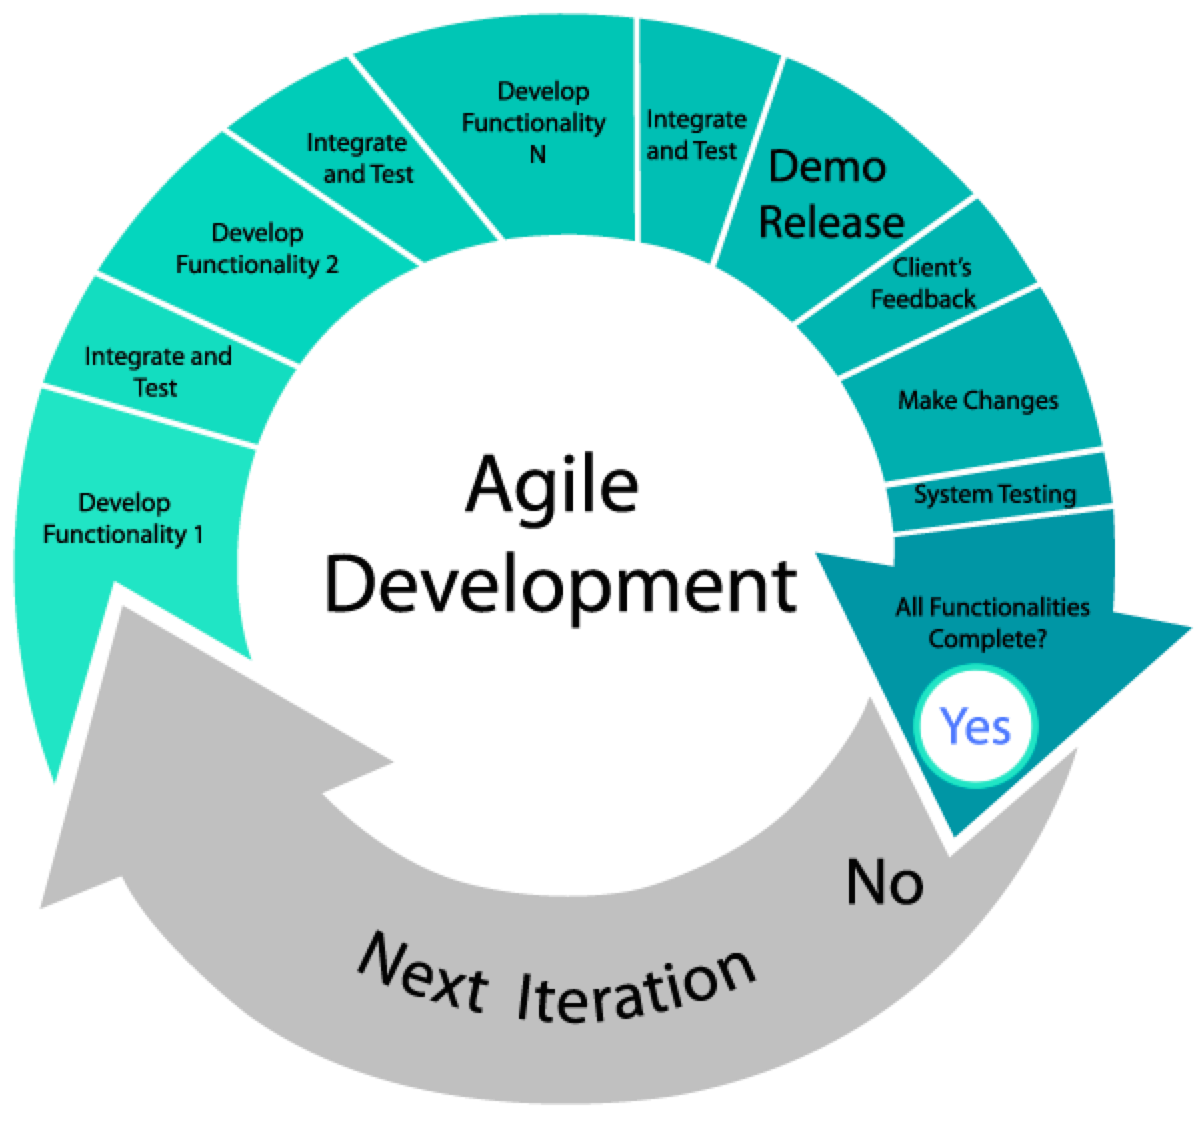 Develop
Functionality 1
Integrate and
Test
Develop
Functionality 2
Integrate
and Test
Develop
Functionality
N
Integrate
and Test
Demo
Release
Client's
Feedback
Make Changes
System Testing
All Functionalities
Complete?
Yes
No
Next Iteration
Agile
Development